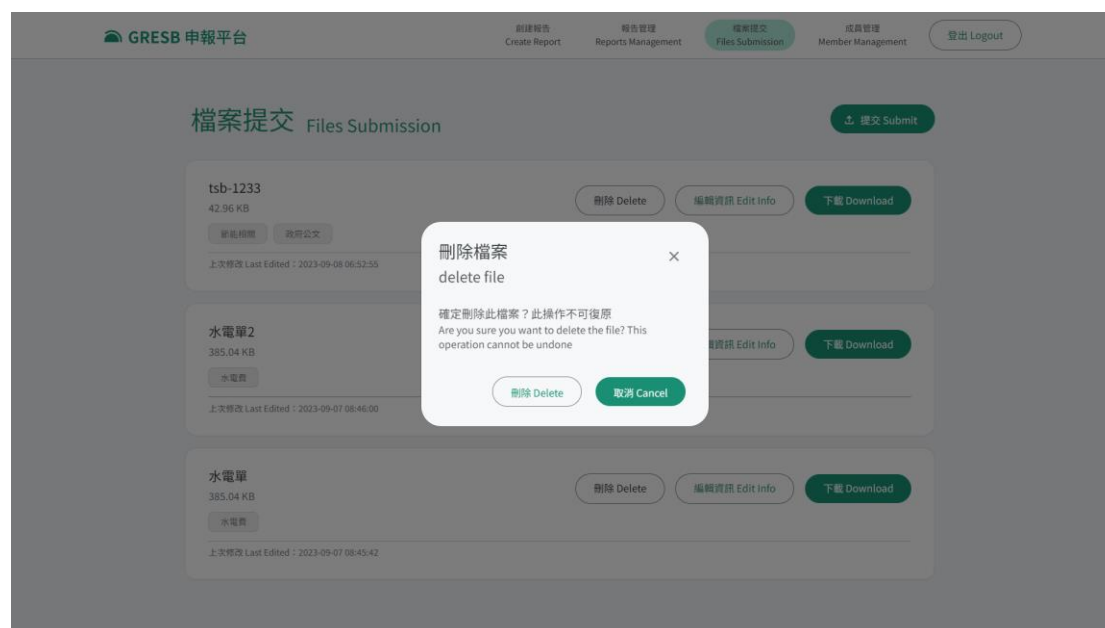 GRESB 申報平台
創建報告
Create Report
報告管理
Reports Management
檔案提交
Files Submission
成員管理
Member Management
登出 Logout
檔案提交 Files Submission
提交 Submit
tsb-1233
42.96 KB
節能相關
政府公文
刪除 Delete
編輯資訊 Edit Info
下載 Download
上次修改 Last Edited：2023-09-08 06:52:55
刪除檔案
delete file
確定刪除此檔案？此操作不可復原
Are you sure you want to delete the file? This
operation cannot be undone
刪除 Delete
取消 Cancel
水電單2
385.04 KB
水電費
資訊 Edit Info
下載 Download
上次修改 Last Edited：2023-09-07 08:46:00
水電單
385.04 KB
水電費
刪除 Delete
編輯資訊 Edit Info
下載 Download
上次修改 Last Edited：2023-09-07 08:45:42